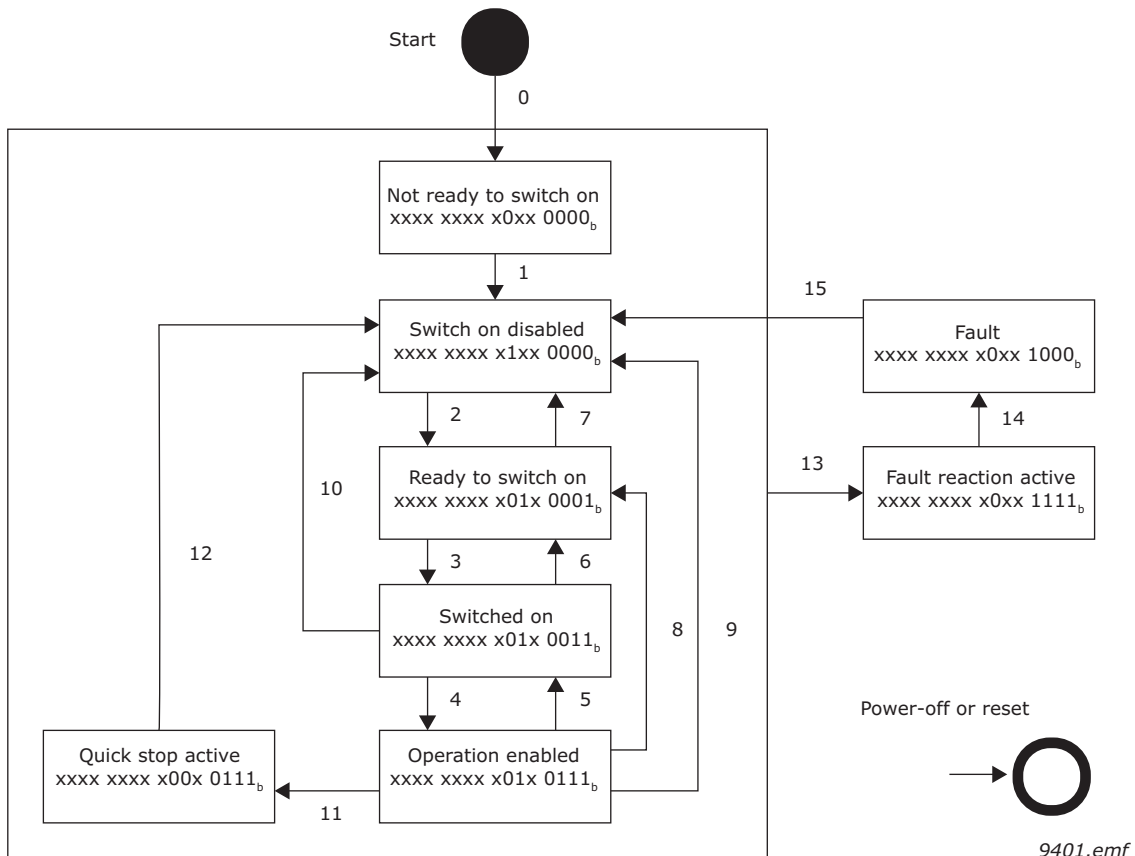 Start
0
Not ready to switch on
xxxx xxxx x0xx 0000b
1
15
Switch on disabled
xxxx xxxx x1xx 0000b
Fault
xxxx xxxx x0xx 1000b
2
7
14
Ready to switch on
xxxx xxxx x01x 0001b
13
Fault reaction active
xxxx xxxx x0xx 1111b
10
12
3
6
Switched on
xxxx xxxx x01x 0011b
8
9
4
5
Power-off or reset
Quick stop active
xxxx xxxx x00x 0111b
Operation enabled
xxxx xxxx x01x 0111b
11
9401.emf